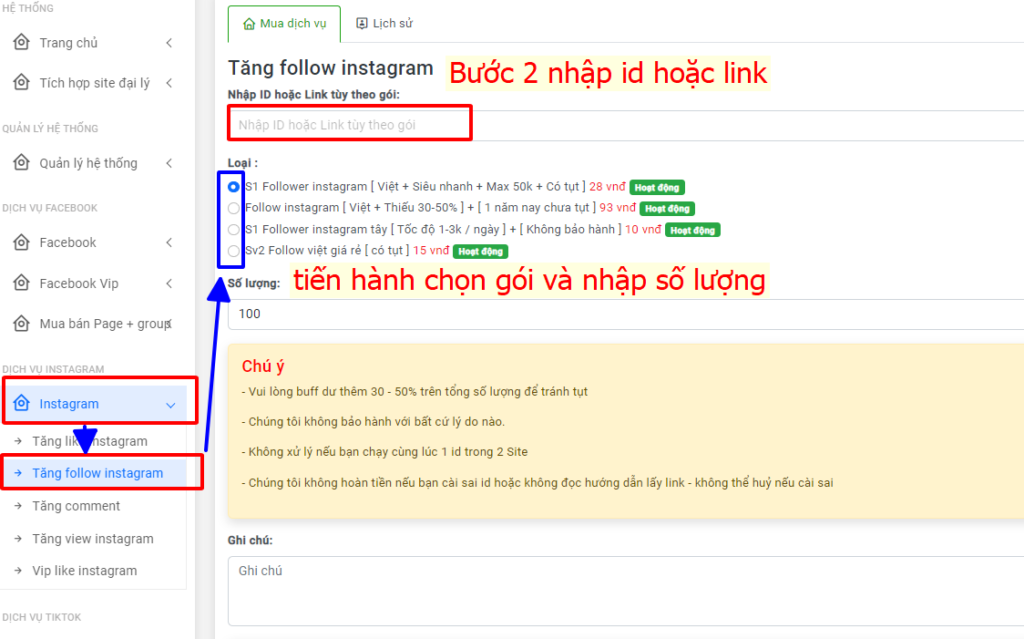 HỆ THỐNG
Trang chủ
Tích hợp site đại lý
QUẢN LÝ HỆ THỐNG
Quản lý hệ thống
DỊCH VỤ FACEBOOK
Facebook
Facebook Vip
Mua bán Page + group
DỊCH VỤ INSTAGRAM
Instagram
Tăng like instagram
Tăng follow instagram
Tăng comment
Tăng view instagram
Vip like instagram
DỊCH VỤ TIKTOK
Mua dịch vụ Lịch sử
Tăng follow instagram
Bước 2 nhập id hoặc link
Nhập ID hoặc Link tùy theo gói:
Nhập ID hoặc Link tùy theo gói
Loại :
S1 Follower instagram [ Việt + Siêu nhanh + Max 50k + Có tụt ] 28 vnđ Hoạt động
Follow instagram [ Việt + Thiếu 30-50% ] + [ 1 năm nay chưa tụt ] 93 vnđ Hoạt động
S1 Follower instagram tây [ Tốc độ 1-3k / ngày ] + [ Không bảo hành ] 10 vnđ Hoạt động
Sv2 Follow việt giá rẻ [ có tụt ] 15 vnđ Hoạt động
tiến hành chọn gói và nhập số lượng
Số lượng:
100
Chú ý
- Vui lòng buff dư thêm 30 - 50% trên tổng số lượng để tránh tụt
- Chúng tôi không bảo hành với bất cứ lý do nào.
- Không xử lý nếu bạn chạy cùng lúc 1 id trong 2 Site
- Chúng tôi không hoàn tiền nếu bạn cài sai id hoặc không đọc hướng dẫn lấy link - không thể huỷ nếu cài sai
Ghi chú:
Ghi chú